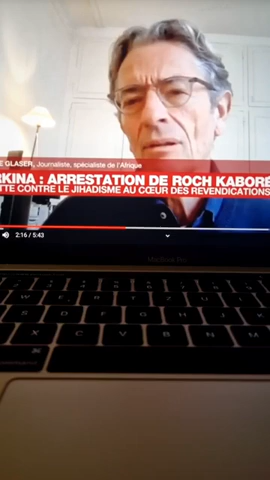 E GLASER, Journaliste, spécialiste de l'Afrique
RKINA : ARRESTATION DE ROCH KABORÉ
TTE CONTRE LE JIHADISME AU CŒUR DES REVENDICATIONS
2:16 / 5:43
MacBook Pro